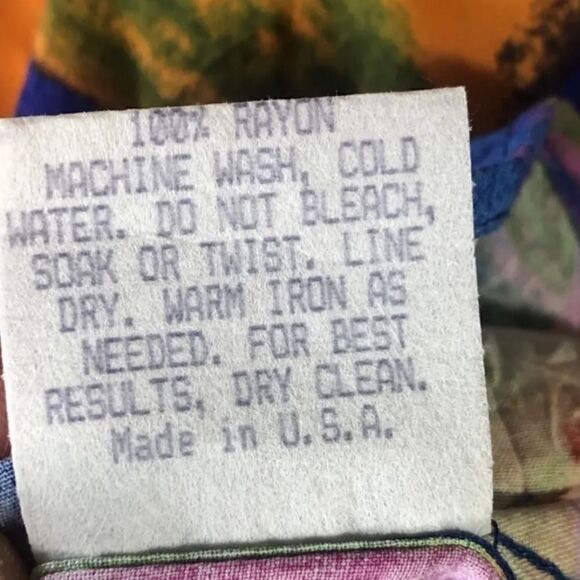 100% RAYON
MACHINE WASH, COLD
WATER. DO NOT BLEACH,
SOAK OR TWIST. LINE
DRY. WARM IRON AS
NEEDED. FOR BEST
RESULTS, DRY CLEAN.
Made in U.S.A.